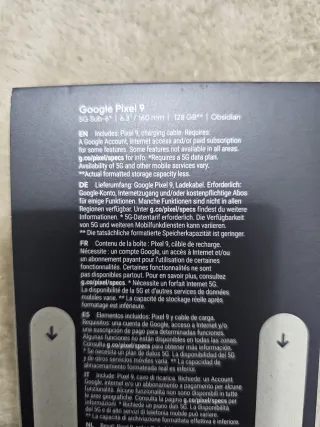 Google Pixel 9
5G Sub-6* | 6.3" / 160 mm | 128 GB** | Obsidian
EN Includes: Pixel 9, charging cable. Requires:
A Google Account, Internet access and/or paid subscription
for some features. Some features not available in all areas.
g.co/pixel/specs for info. *Requires a 5G data plan.
Availability of 5G and other mobile services vary.
**Actual formatted storage capacity less.
DE Lieferumfang: Google Pixel 9, Ladekabel. Erforderlich:
Google-Konto, Internetzugang und/oder kostenpflichtige Abos
für einige Funktionen. Manche Funktionen sind nicht in allen
Regionen verfügbar. Unter g.co/pixel/specs findest du weitere
Informationen. * 5G-Datentarif erforderlich. Die Verfügbarkeit
von 5G und weiteren Mobilfunkdiensten kann variieren.
** Die tatsächliche formatierte Speicherkapazität ist geringer.
FR Contenu de la boîte : Pixel 9, câble de recharge.
Nécessite : un compte Google, un accès à Internet et/ou
un abonnement payant pour l'utilisation de certaines
fonctionnalités. Certaines fonctionnalités ne sont
pas disponibles partout. Pour en savoir plus, consultez
g.co/pixel/specs. * Nécessite un forfait Internet 5G.
La disponibilité de la 5G et d'autres services de données
mobiles varie. ** La capacité de stockage réelle après
formatage est inférieure.
ES Elementos incluidos: Pixel 9 y cable de carga.
Requisitos: una cuenta de Google, acceso a Internet y/o
una suscripción de pago para determinadas funciones.
Algunas funciones no están disponibles en todas las zonas.
Consulta g.co/pixel/specs para obtener más información.
* Se necesita un plan de datos 5G. La disponibilidad del 5G
y de otros servicios móviles varía. ** La capacidad de
almacenamiento formateada real es inferior.
IT Include: Pixel 9, cavo di ricarica. Richiede: un Account
Google, internet e/o un abbonamento a pagamento per alcune
funzionalità. Alcune funzionalità non sono disponibili in tutte
le aree geografiche. Consulta la pagina g.co/pixel/specs per
informazioni. * Richiede un piano dati 5G. La disponibilità
del 5G e di altri servizi di telefonia mobile può variare.
** La capacità di archiviazione formattata effettiva è inferiore.
NL